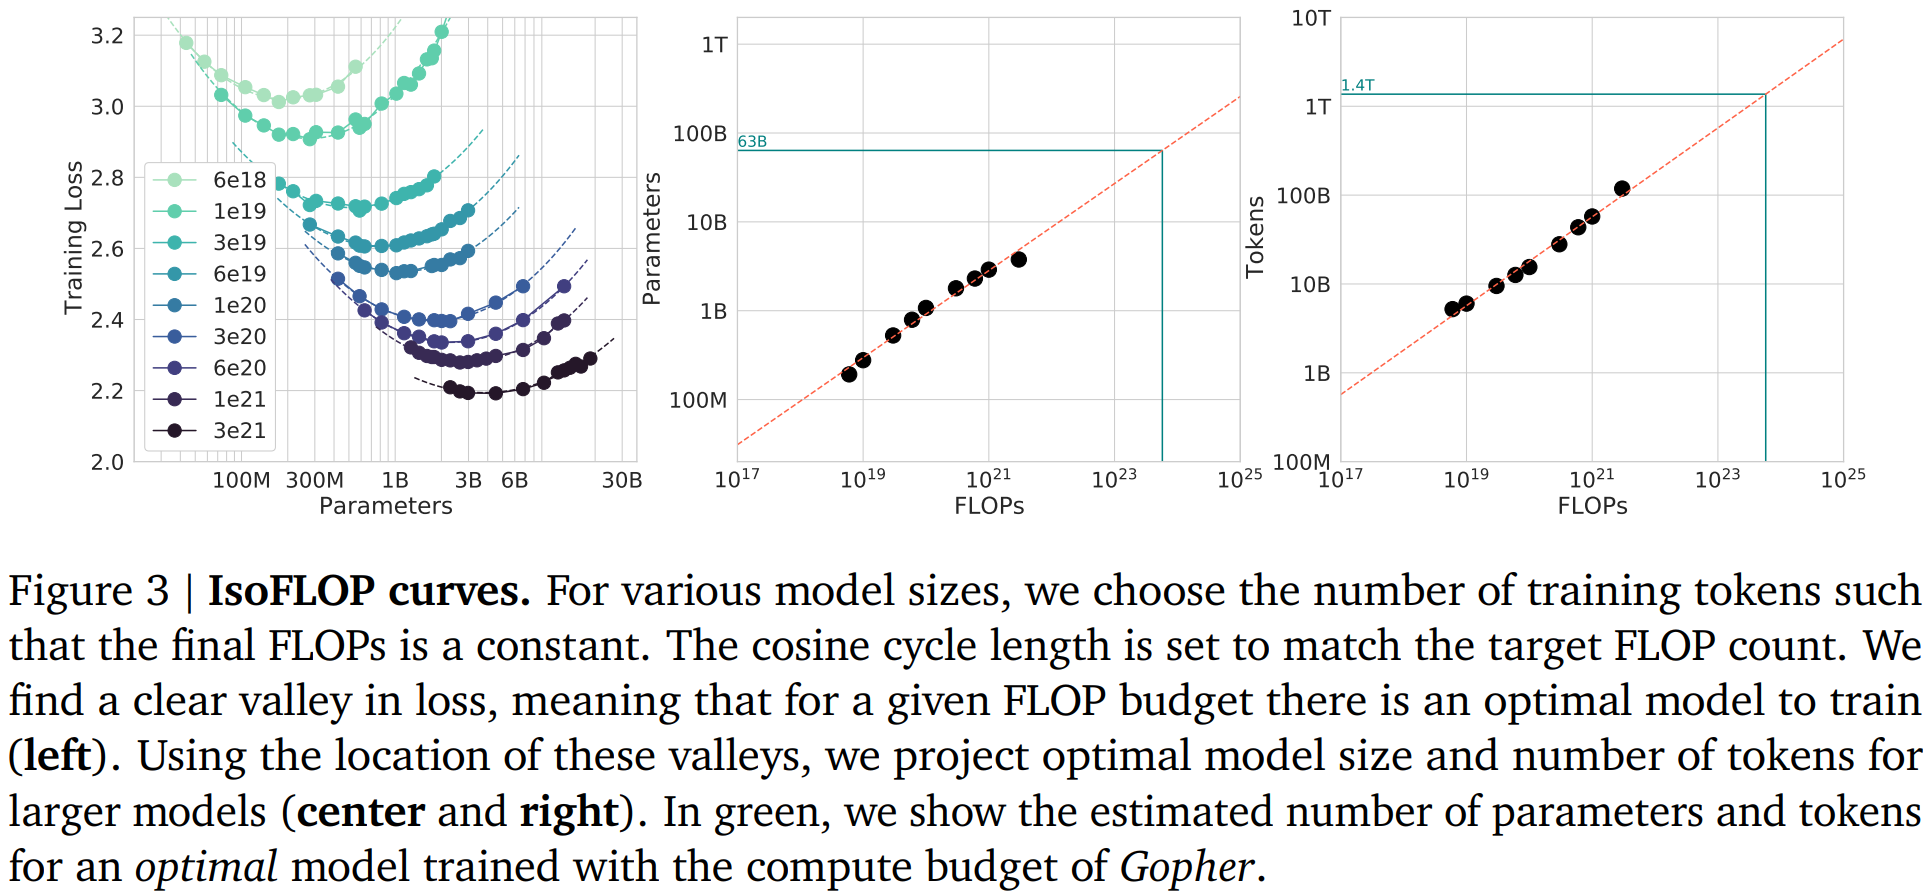 3.2
3.0
2.8
2.6
2.4
2.2
2.0
Training Loss
6e18
1e19
3e19
6e19
1e20
3e20
6e20
1e21
3e21
100M 300M 1B 3B 6B 30B
Parameters
1T
100B
10B
1B
100M
Parameters
63B
10^17 10^19 10^21 10^23 10^25
FLOPs
10T
1T
100B
10B
1B
100M
Tokens
1.4T
10^17 10^19 10^21 10^23 10^25
FLOPs
Figure 3 | IsoFLOP curves. For various model sizes, we choose the number of training tokens such
that the final FLOPs is a constant. The cosine cycle length is set to match the target FLOP count. We
find a clear valley in loss, meaning that for a given FLOP budget there is an optimal model to train
(left). Using the location of these valleys, we project optimal model size and number of tokens for
larger models (center and right). In green, we show the estimated number of parameters and tokens
for an optimal model trained with the compute budget of Gopher.